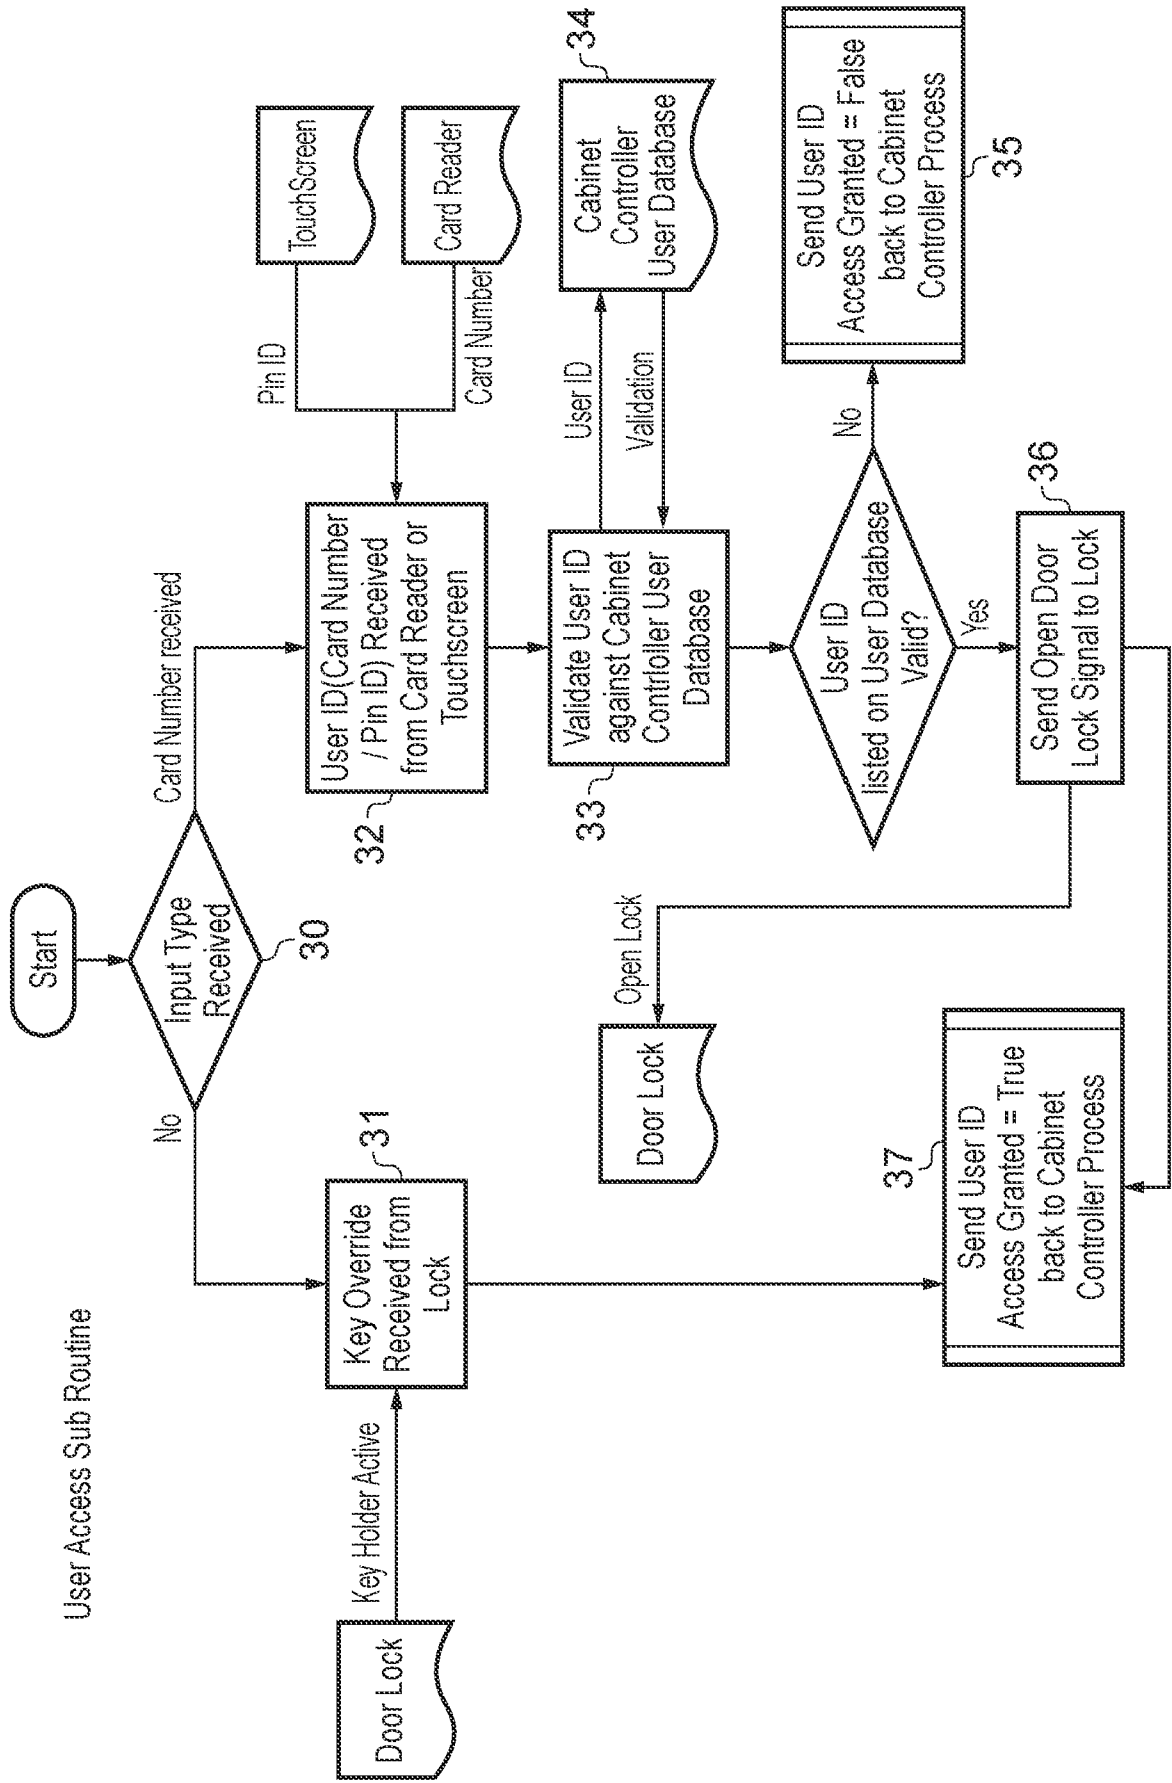 User Access Sub Routine
Start
Input Type
Received
30
No
Card Number received
Door Lock
Key Holder Active
Key Override
Received from
Lock
31
User ID(Card Number
/ Pin ID) Received
from Card Reader or
Touchscreen
32
Pin ID
TouchScreen
Card Number
Card Reader
Validate User ID
against Cabinet
Contrioller User
Database
33
User ID
Validation
Cabinet
Controller
User Database
34
User ID
listed on User Database
Valid?
No
Yes
Send User ID
Access Granted = False
back to Cabinet
Controller Process
35
Send Open Door
Lock Signal to Lock
36
Open Lock
Door Lock
Send User ID
Access Granted = True
back to Cabinet
Controller Process
37